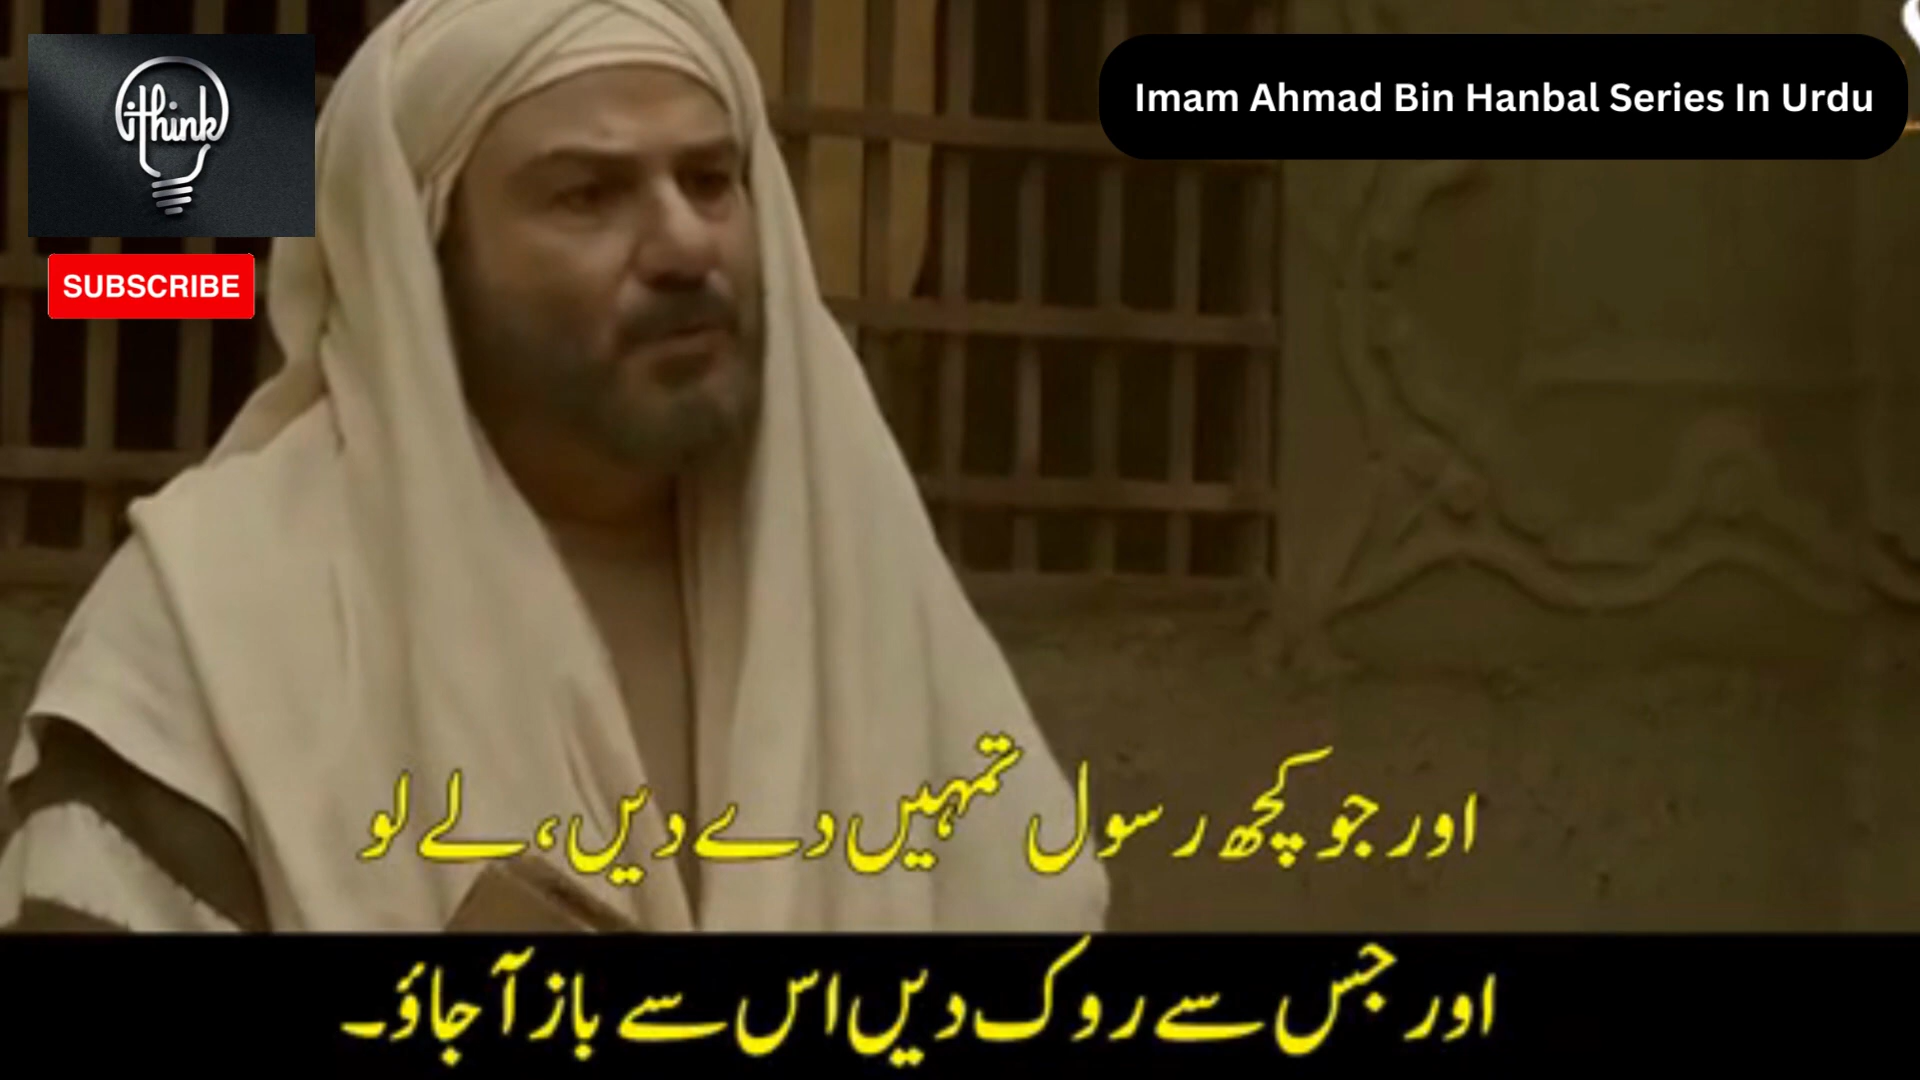 ithink
SUBSCRIBE
Imam Ahmad Bin Hanbal Series In Urdu
اور جو کچھ رسول تمہیں دے دیں، لے لو
اور جس سے روک دیں اس سے باز آ جاؤ۔